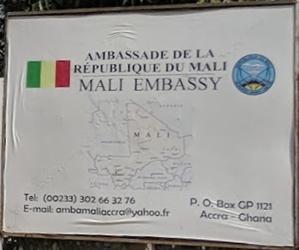 AMBASSADE DE LA
RÉPUBLIQUE DU MALI
MALI EMBASSY
MALI
Tel: (00233) 302 66 32 76
E-mail: ambamaliaccra@yahoo.fr
P. O. Box GP 1121
Accra - Ghana